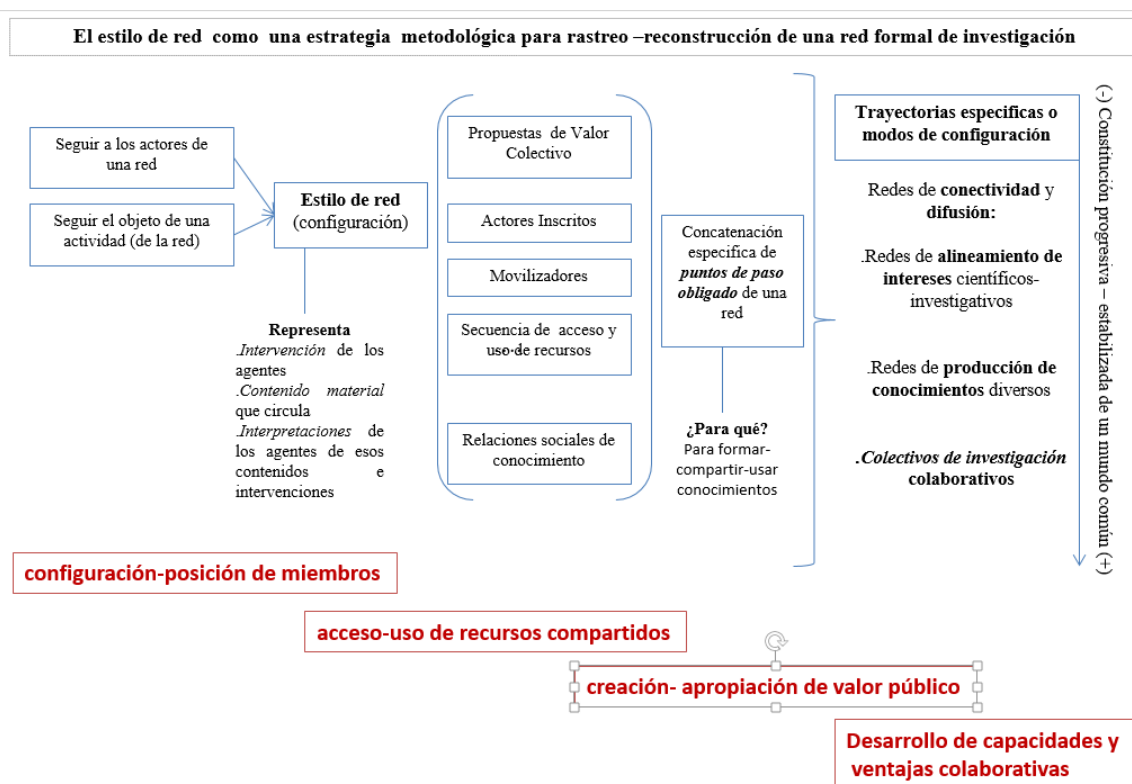 El estilo de red como una estrategia metodológica para rastreo –reconstrucción de una red formal de investigación
Seguir a los actores de
una red
Seguir el objeto de una
actividad (de la red)
Estilo de red
(configuración)
Representa
.Intervención de los
agentes
.Contenido material
que circula
.Interpretaciones de
los agentes de esos
contenidos e
intervenciones
Propuestas de Valor
Colectivo
Actores Inscritos
Movilizadores
Secuencia de acceso y
uso de recursos
Relaciones sociales de
conocimiento
Concatenación
especifica de
puntos de paso
obligado de una
red
¿Para qué?
Para formar-
compartir-usar
conocimientos
Trayectorias especificas o
modos de configuración
Redes de conectividad y
difusión:
.Redes de alineamiento de
intereses científicos-
investigativos
.Redes de producción de
conocimientos diversos
.Colectivos de investigación
colaborativos
(-) Constitución progresiva – estabilizada de un mundo común (+)
configuración-posición de miembros
acceso-uso de recursos compartidos
creación- apropiación de valor público
Desarrollo de capacidades y
ventajas colaborativas